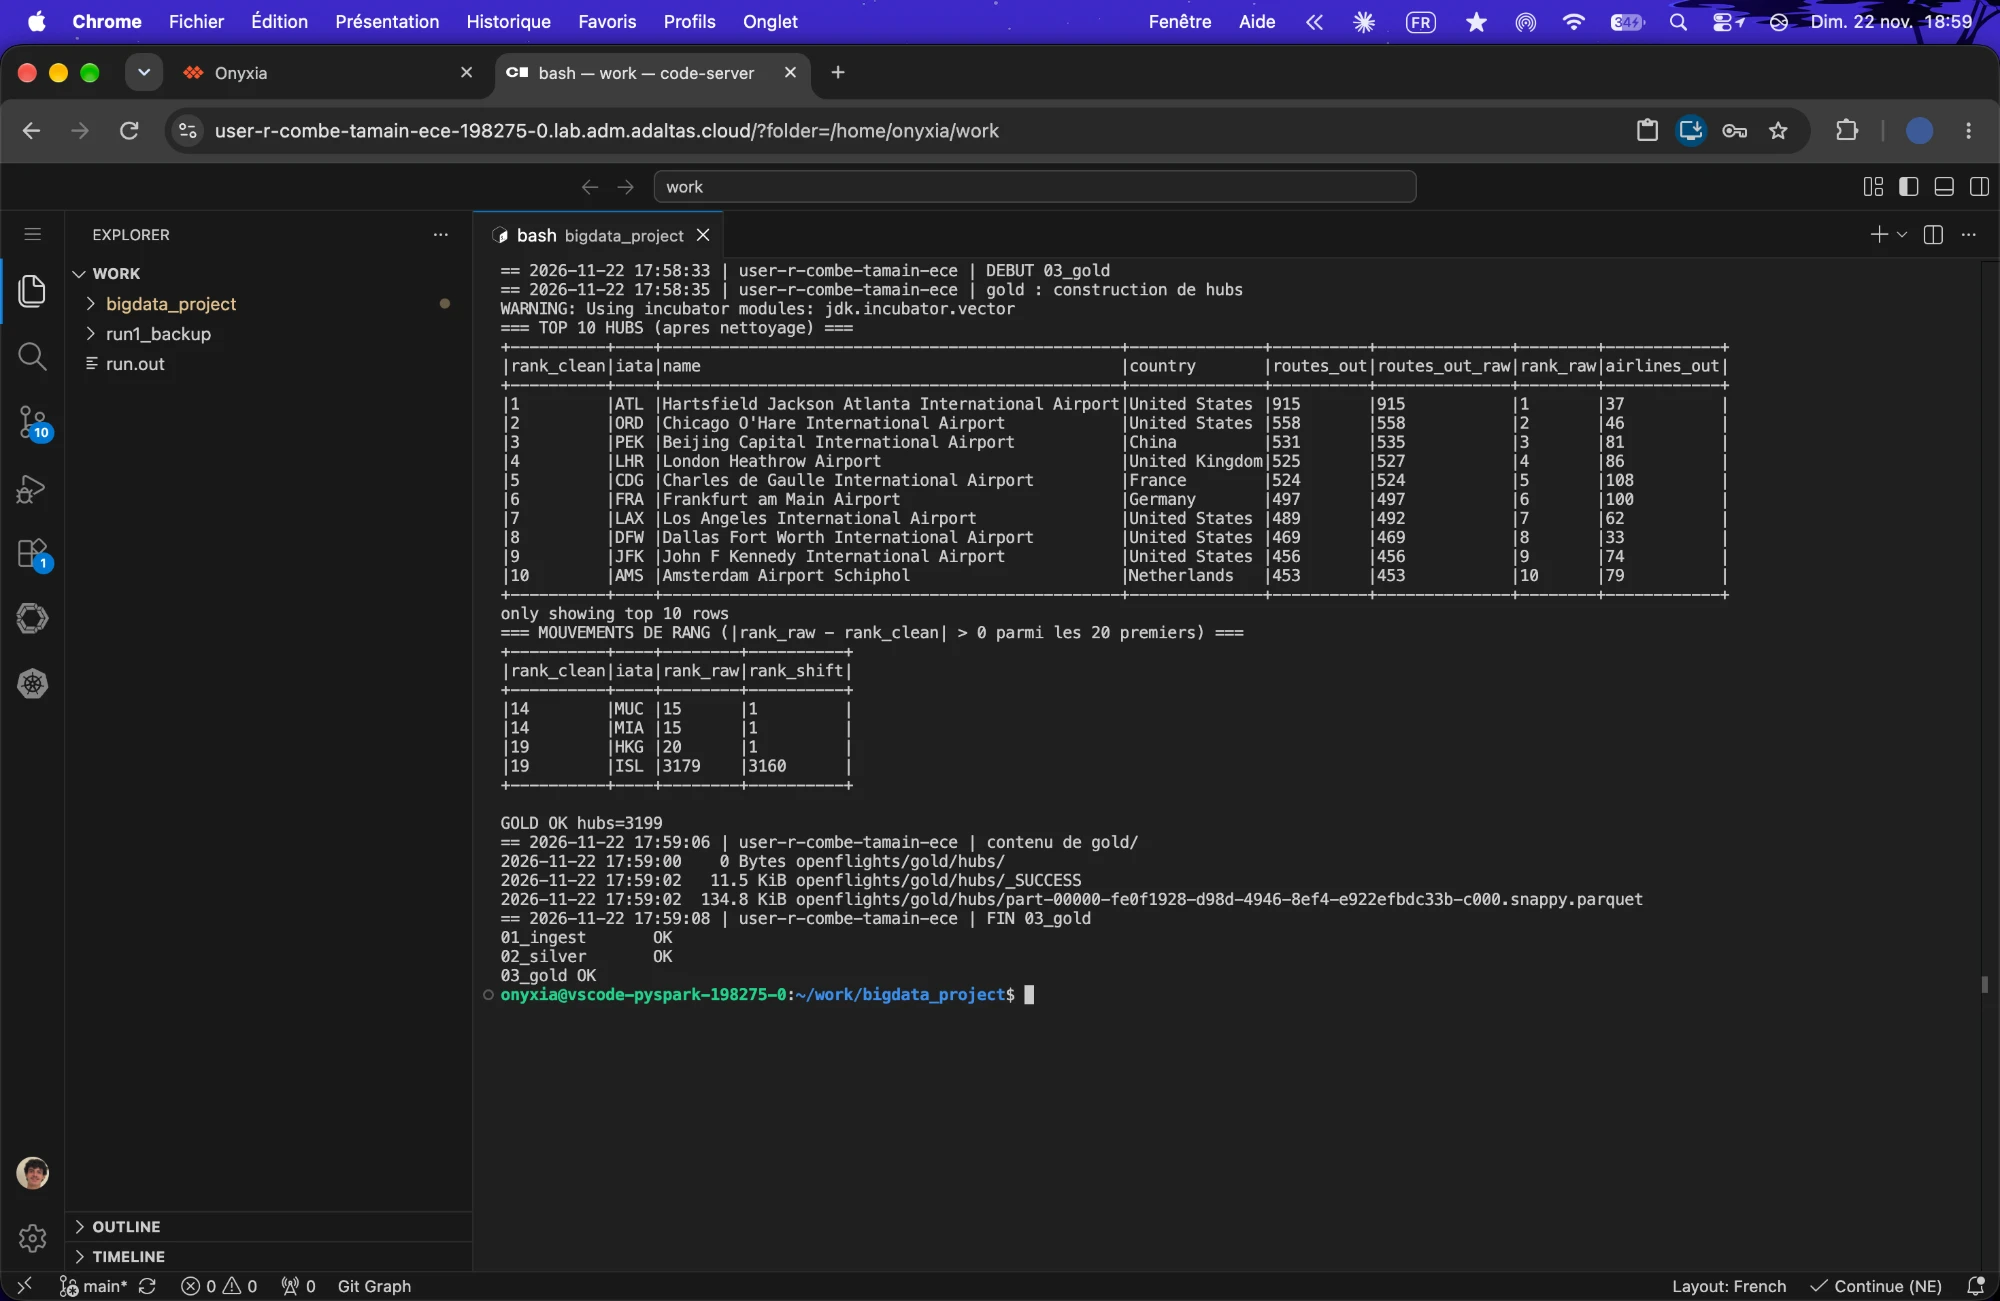 Chrome Fichier Édition Présentation Historique Favoris Profils Onglet Fenêtre Aide FR 34 Dim. 22 nov. 18:59
Onyxia
bash — work — code-server
user-r-combe-tamain-ece-198275-0.lab.adm.adaltas.cloud/?folder=/home/onyxia/work
work
EXPLORER
WORK
bigdata_project
run1_backup
run.out
10
1
OUTLINE
TIMELINE
bash bigdata_project
== 2026-11-22 17:58:33 | user-r-combe-tamain-ece | DEBUT 03_gold
== 2026-11-22 17:58:35 | user-r-combe-tamain-ece | gold : construction de hubs
WARNING: Using incubator modules: jdk.incubator.vector
=== TOP 10 HUBS (apres nettoyage) ===
+----------+----+------------------------------------------------+--------------+----------+--------------+--------+------------+
|rank_clean|iata|name                                            |country       |routes_out|routes_out_raw|rank_raw|airlines_out|
+----------+----+------------------------------------------------+--------------+----------+--------------+--------+------------+
|1         |ATL |Hartsfield Jackson Atlanta International Airport|United States |915       |915           |1       |37          |
|2         |ORD |Chicago O'Hare International Airport            |United States |558       |558           |2       |46          |
|3         |PEK |Beijing Capital International Airport           |China         |531       |535           |3       |81          |
|4         |LHR |London Heathrow Airport                         |United Kingdom|525       |527           |4       |86          |
|5         |CDG |Charles de Gaulle International Airport         |France        |524       |524           |5       |108         |
|6         |FRA |Frankfurt am Main Airport                       |Germany       |497       |497           |6       |100         |
|7         |LAX |Los Angeles International Airport               |United States |489       |492           |7       |62          |
|8         |DFW |Dallas Fort Worth International Airport         |United States |469       |469           |8       |33          |
|9         |JFK |John F Kennedy International Airport            |United States |456       |456           |9       |74          |
|10        |AMS |Amsterdam Airport Schiphol                      |Netherlands   |453       |453           |10      |79          |
+----------+----+------------------------------------------------+--------------+----------+--------------+--------+------------+
only showing top 10 rows
=== MOUVEMENTS DE RANG (|rank_raw - rank_clean| > 0 parmi les 20 premiers) ===
+----------+----+--------+----------+
|rank_clean|iata|rank_raw|rank_shift|
+----------+----+--------+----------+
|14        |MUC |15      |1         |
|14        |MIA |15      |1         |
|19        |HKG |20      |1         |
|19        |ISL |3179    |3160      |
+----------+----+--------+----------+
GOLD OK hubs=3199
== 2026-11-22 17:59:06 | user-r-combe-tamain-ece | contenu de gold/
2026-11-22 17:59:00    0 Bytes openflights/gold/hubs/
2026-11-22 17:59:02   11.5 KiB openflights/gold/hubs/_SUCCESS
2026-11-22 17:59:02  134.8 KiB openflights/gold/hubs/part-00000-fe0f1928-d98d-4946-8ef4-e922efbdc33b-c000.snappy.parquet
== 2026-11-22 17:59:08 | user-r-combe-tamain-ece | FIN 03_gold
01_ingest       OK
02_silver       OK
03_gold OK
onyxia@vscode-pyspark-198275-0:~/work/bigdata_project$
main* 0 0 0 Git Graph Layout: French Continue (NE)